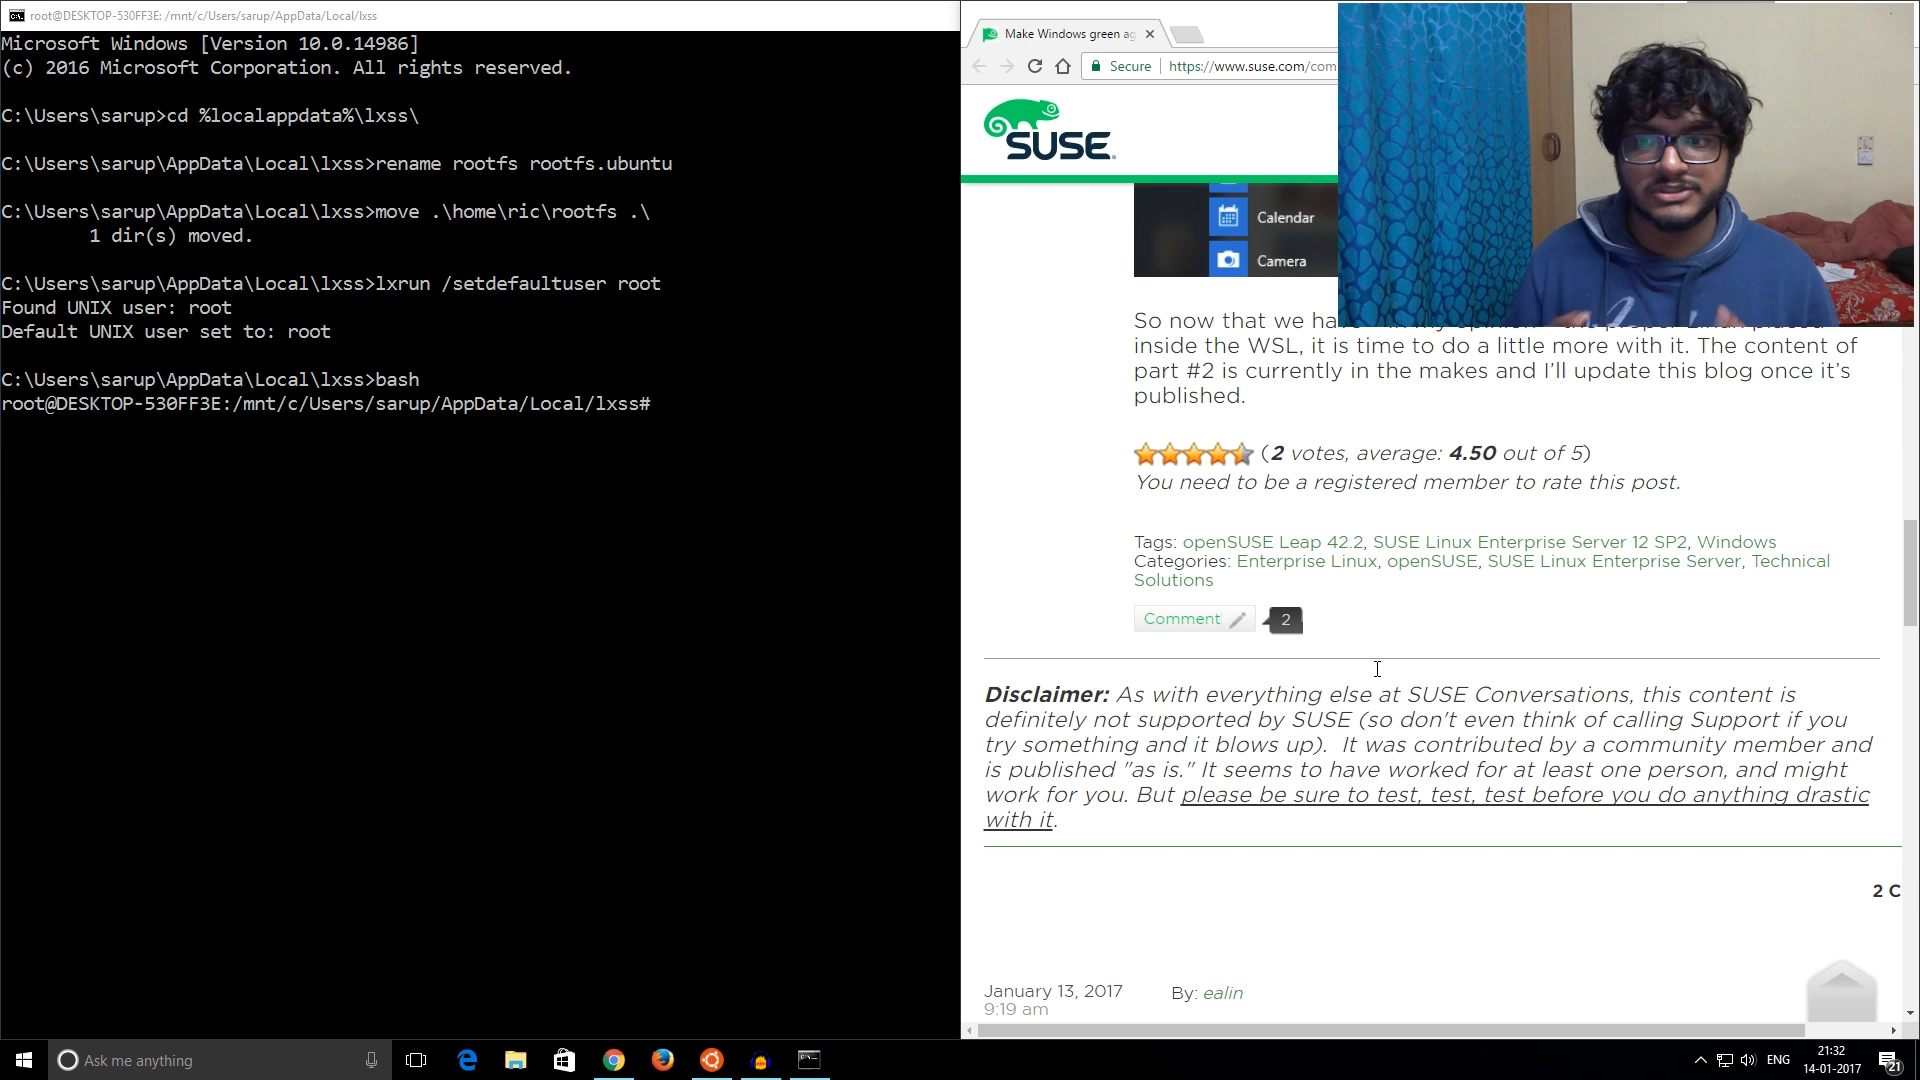 root@DESKTOP-530FF3E: /mnt/c/Users/sarup/AppData/Local/lxss
Microsoft Windows [Version 10.0.14986]
(c) 2016 Microsoft Corporation. All rights reserved.
C:\Users\sarup>cd %localappdata%\lxss\
C:\Users\sarup\AppData\Local\lxss>rename rootfs rootfs.ubuntu
C:\Users\sarup\AppData\Local\lxss>move .\home\ric\rootfs .\
1 dir(s) moved.
C:\Users\sarup\AppData\Local\lxss>lxrun /setdefaultuser root
Found UNIX user: root
Default UNIX user set to: root
C:\Users\sarup\AppData\Local\lxss>bash
root@DESKTOP-530FF3E:/mnt/c/Users/sarup/AppData/Local/lxss#
Make Windows green ag
Secure
https://www.suse.com/com
SUSE
Calendar
Camera
So now that we
inside the WSL, it is time to do a little more with it. The content of
part #2 is currently in the makes and I'll update this blog once it's
published.
(2 votes, average: 4.50 out of 5)
You need to be a registered member to rate this post.
Tags: openSUSE Leap 42.2, SUSE Linux Enterprise Server 12 SP2, Windows
Categories: Enterprise Linux, openSUSE, SUSE Linux Enterprise Server, Technical
Solutions
Comment
2
Disclaimer: As with everything else at SUSE Conversations, this content is
definitely not supported by SUSE (so don't even think of calling Support if you
try something and it blows up). It was contributed by a community member and
is published "as is." It seems to have worked for at least one person, and might
work for you. But please be sure to test, test, test before you do anything drastic
with it.
2 C
January 13, 2017
By: ealin
9:19 am
Ask me anything
ENG
21:32
14-01-2017
21